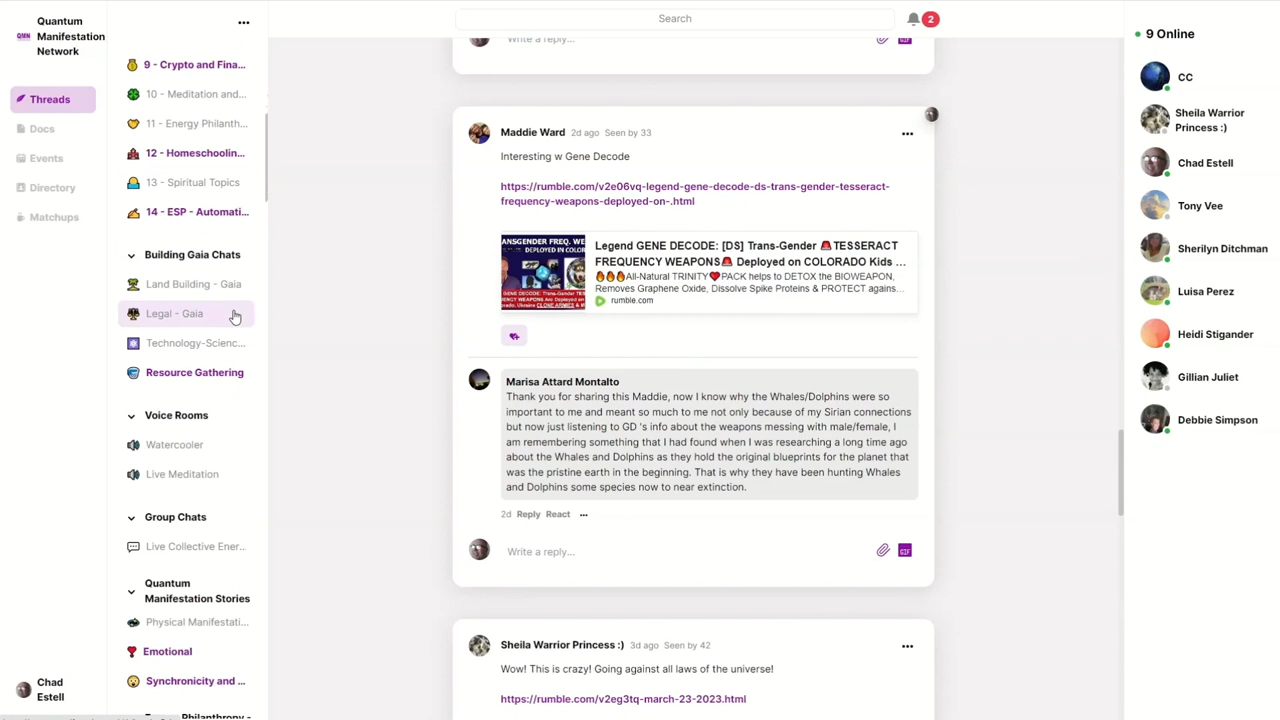 Quantum
Manifestation
Network
QMN
Threads
Docs
Events
Directory
Matchups
Chad
Estell
9 - Crypto and Fina...
10 - Meditation and...
11 - Energy Philanth...
12 - Homeschoolin...
13 - Spiritual Topics
14 - ESP - Automati...
Building Gaia Chats
Land Building - Gaia
Legal - Gaia
Technology-Scienc...
Resource Gathering
Voice Rooms
Watercooler
Live Meditation
Group Chats
Live Collective Ener...
Quantum
Manifestation Stories
Physical Manifestati...
Emotional
Synchronicity and ...
Philanthropy -
Search
2
Write a reply...
GIF
Maddie Ward 2d ago Seen by 33
Interesting w Gene Decode
https://rumble.com/v2e06vq-legend-gene-decode-ds-trans-gender-tesseract-
frequency-weapons-deployed-on-.html
Legend GENE DECODE: [DS] Trans-Gender 🚨TESSERACT
FREQUENCY WEAPONS🚨 Deployed on COLORADO Kids ...
🔥🔥🔥All-Natural TRINITY❤️PACK helps to DETOX the BIOWEAPON,
Removes Graphene Oxide, Dissolve Spike Proteins & PROTECT agains...
rumble.com
Marisa Attard Montalto
Thank you for sharing this Maddie, now I know why the Whales/Dolphins were so
important to me and meant so much to me not only because of my Sirian connections
but now just listening to GD 's info about the weapons messing with male/female, I
am remembering something that I had found when I was researching a long time ago
about the Whales and Dolphins as they hold the original blueprints for the planet that
was the pristine earth in the beginning. That is why they have been hunting Whales
and Dolphins some species now to near extinction.
2d Reply React ...
Write a reply...
GIF
Sheila Warrior Princess :) 3d ago Seen by 42
Wow! This is crazy! Going against all laws of the universe!
https://rumble.com/v2eg3tq-march-23-2023.html
9 Online
CC
Sheila Warrior
Princess :)
Chad Estell
Tony Vee
Sherilyn Ditchman
Luisa Perez
Heidi Stigander
Gillian Juliet
Debbie Simpson